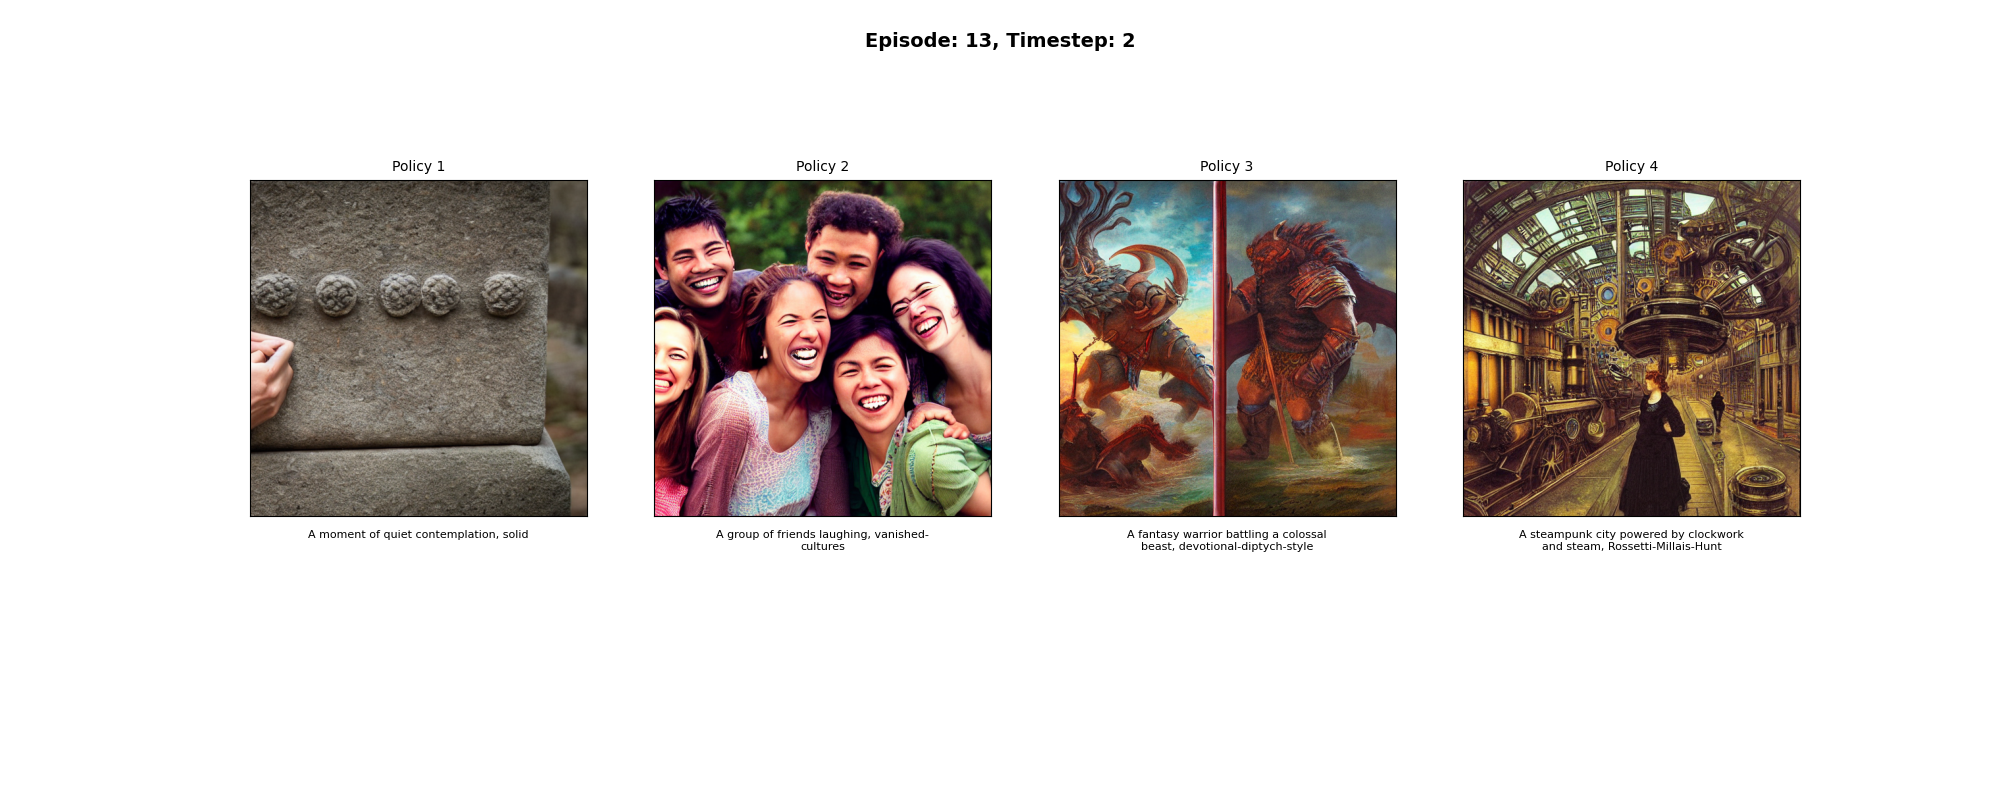 Episode: 13, Timestep: 2
Policy 1
Policy 2
Policy 3
Policy 4
A moment of quiet contemplation, solid
A group of friends laughing, vanished-
cultures
A fantasy warrior battling a colossal
beast, devotional-diptych-style
A steampunk city powered by clockwork
and steam, Rossetti-Millais-Hunt